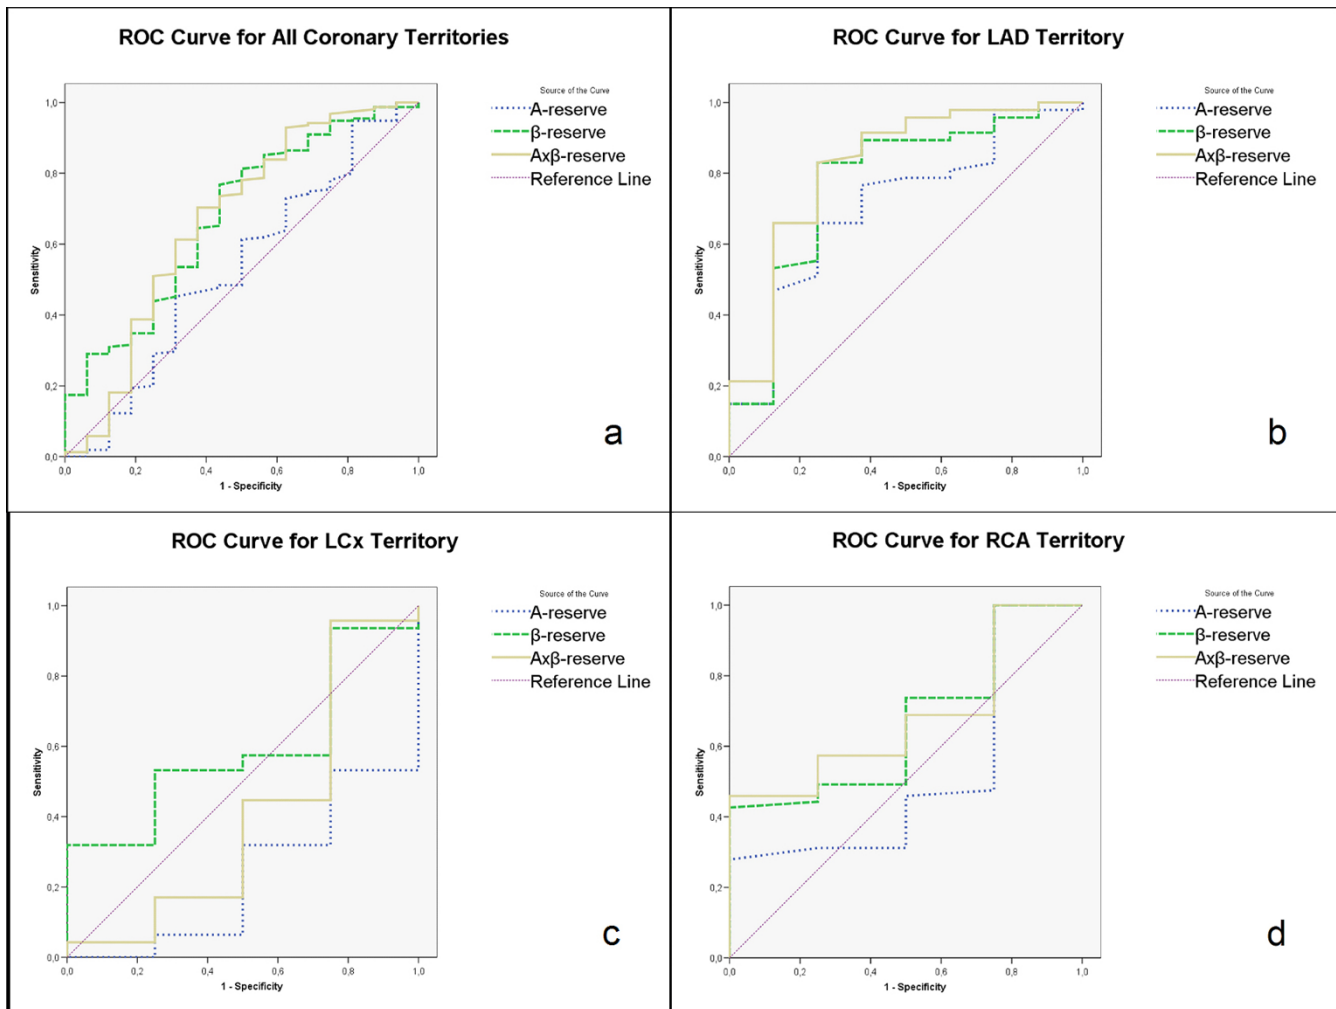 ROC Curve for All Coronary Territories
Source of the Curve
A-reserve
β-reserve
Axβ-reserve
Reference Line
1,0
0,8
0,6
0,4
0,2
0,0
Sensitivity
0,0 0,2 0,4 0,6 0,8 1,0
1 - Specificity
a
ROC Curve for LAD Territory
Source of the Curve
A-reserve
β-reserve
Axβ-reserve
Reference Line
1,0
0,8
0,6
0,4
0,2
0,0
Sensitivity
0,0 0,2 0,4 0,6 0,8 1,0
1 - Specificity
b
ROC Curve for LCx Territory
Source of the Curve
A-reserve
β-reserve
Axβ-reserve
Reference Line
1,0
0,8
0,6
0,4
0,2
0,0
Sensitivity
0,0 0,2 0,4 0,6 0,8 1,0
1 - Specificity
c
ROC Curve for RCA Territory
Source of the Curve
A-reserve
β-reserve
Axβ-reserve
Reference Line
1,0
0,8
0,6
0,4
0,2
0,0
Sensitivity
0,0 0,2 0,4 0,6 0,8 1,0
1 - Specificity
d